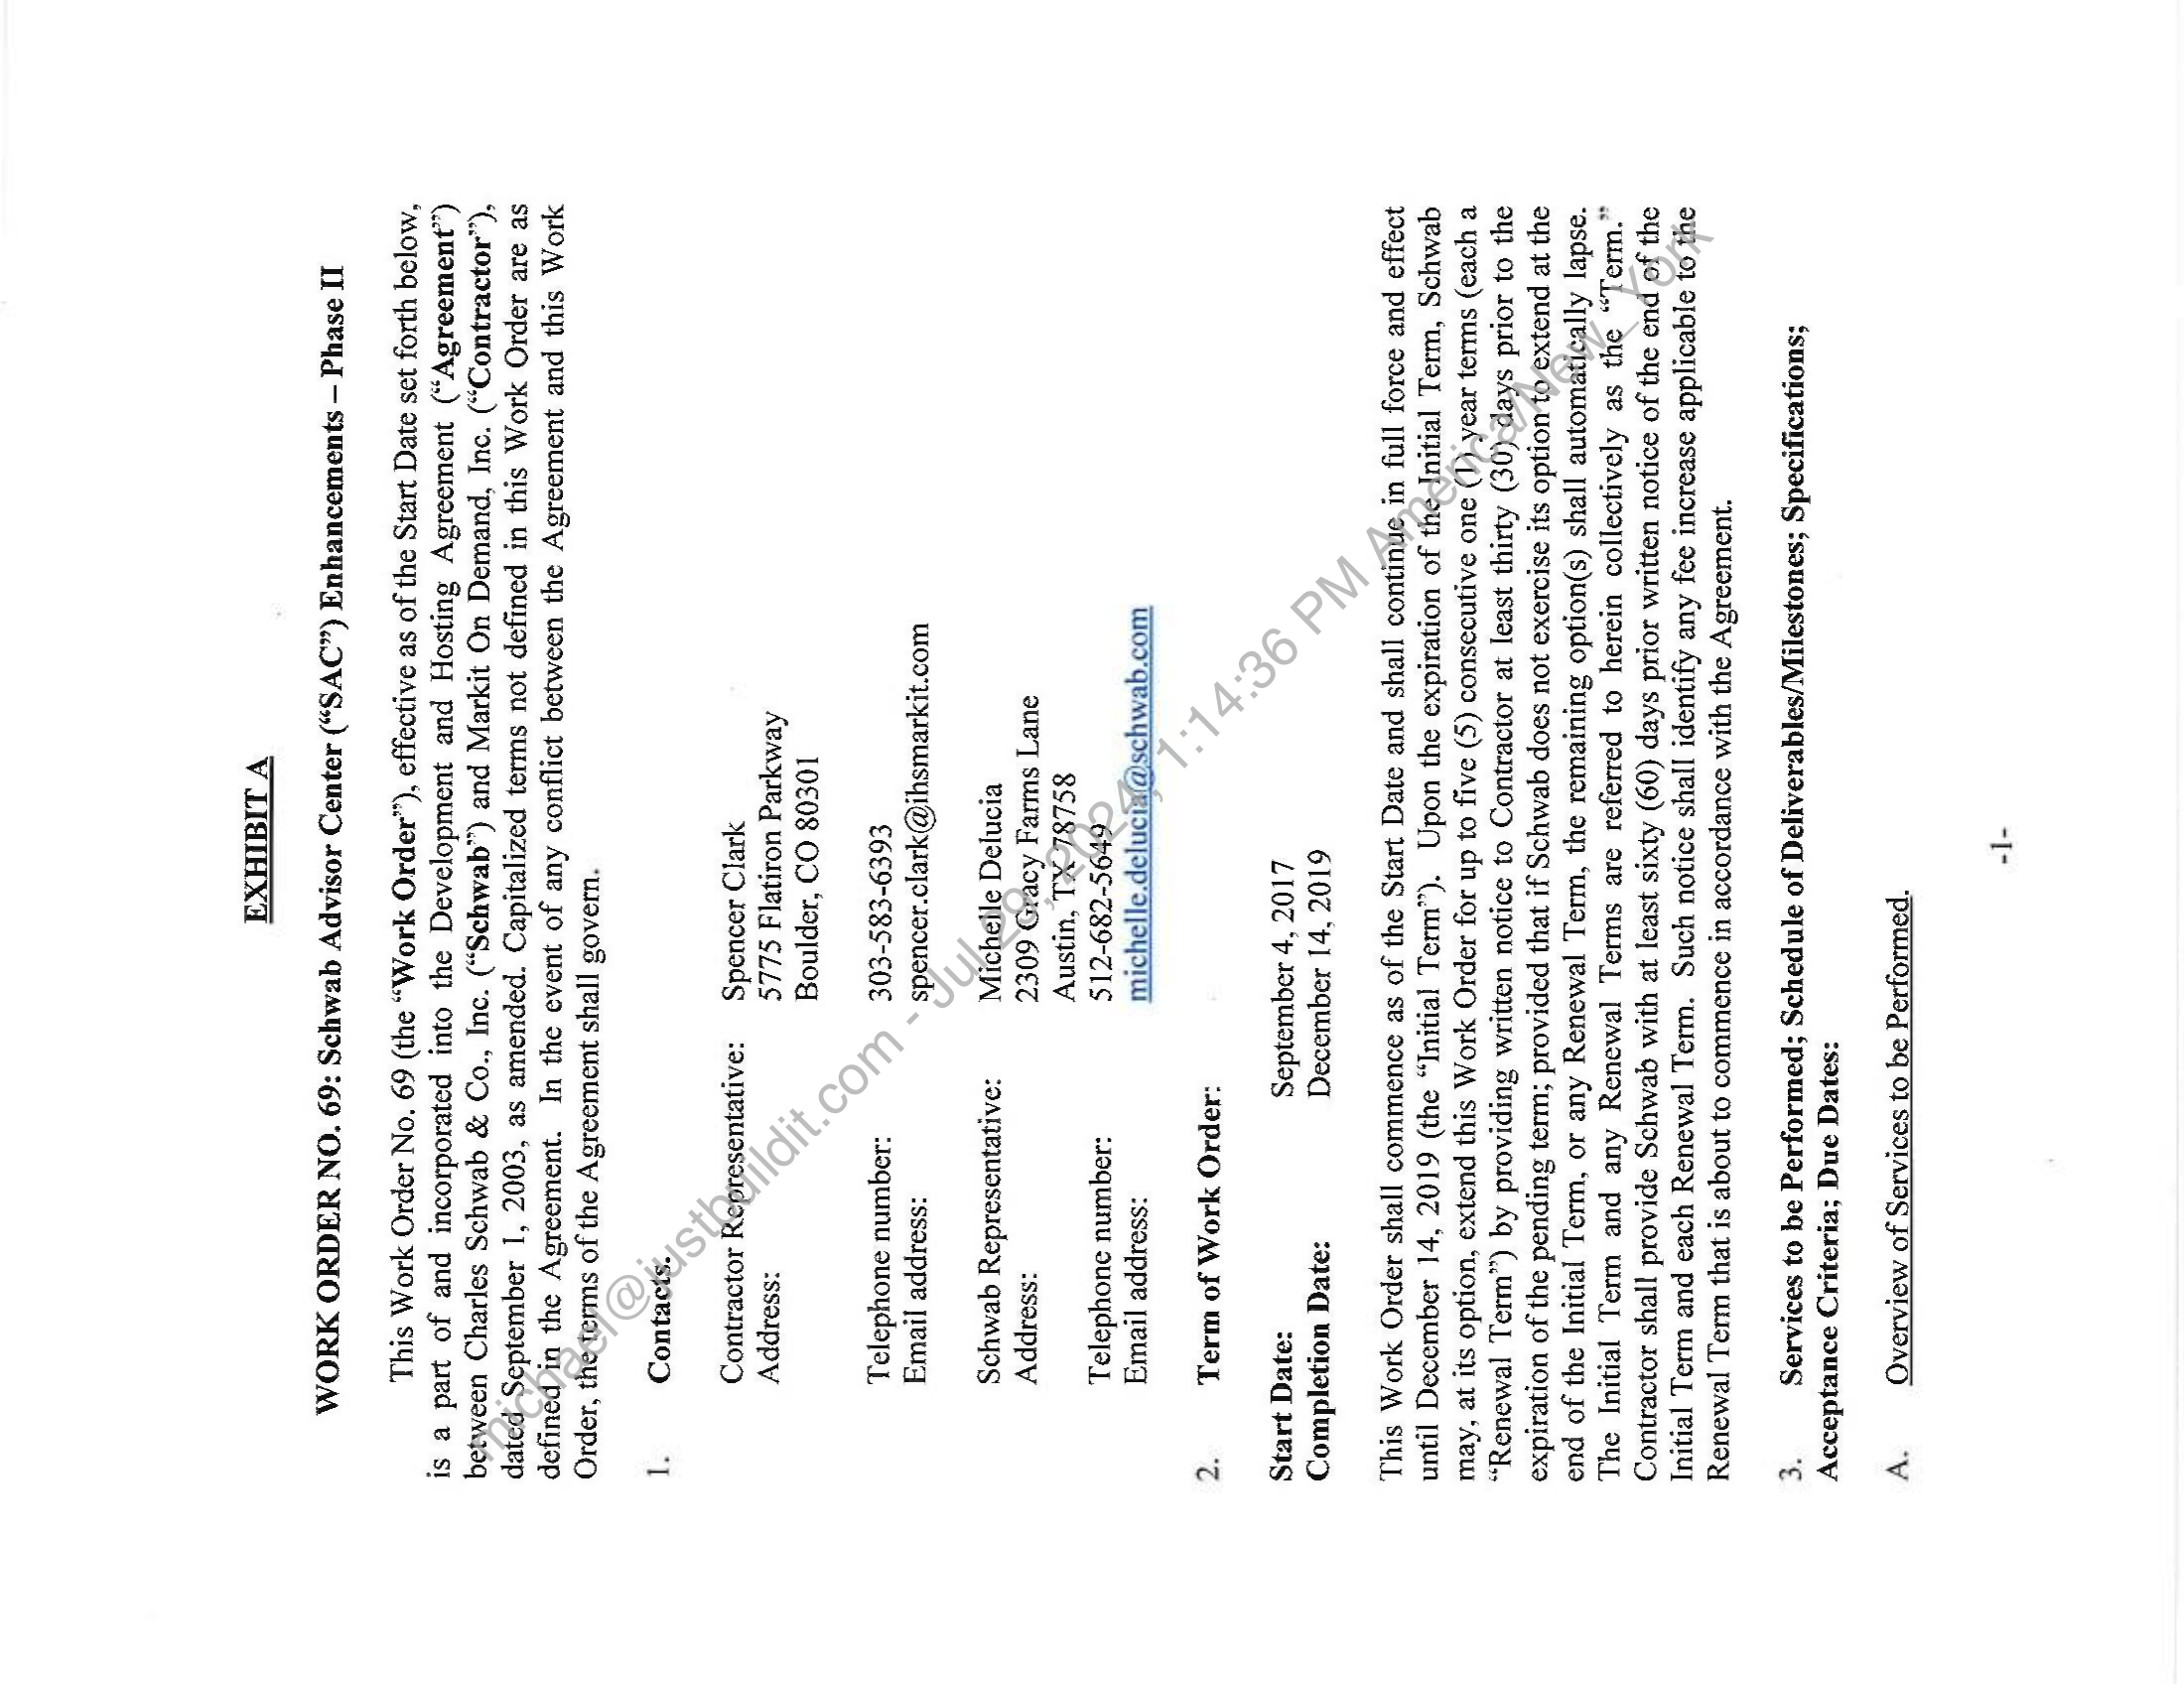 EXHIBIT A
WORK ORDER NO. 69: Schwab Advisor Center (“SAC”) Enhancements – Phase II
This Work Order No. 69 (the “Work Order”), effective as of the Start Date set forth below,
is a part of and incorporated into the Development and Hosting Agreement (“Agreement”)
between Charles Schwab & Co., Inc. (“Schwab”) and Markit On Demand, Inc. (“Contractor”),
dated September 1, 2003, as amended. Capitalized terms not defined in this Work Order are as
defined in the Agreement. In the event of any conflict between the Agreement and this Work
Order, the terms of the Agreement shall govern.
1. Contacts.
Contractor Representative: Spencer Clark
Address: 5775 Flatiron Parkway
Boulder, CO 80301
Telephone number: 303-583-6393
Email address: spencer.clark@ihsmarkit.com
Schwab Representative: Michelle Delucia
Address: 2309 Gracy Farms Lane
Austin, TX 78758
Telephone number: 512-682-5649
Email address: michelle.delucia@schwab.com
2. Term of Work Order:
Start Date: September 4, 2017
Completion Date: December 14, 2019
This Work Order shall commence as of the Start Date and shall continue in full force and effect
until December 14, 2019 (the “Initial Term”). Upon the expiration of the Initial Term, Schwab
may, at its option, extend this Work Order for up to five (5) consecutive one (1) year terms (each a
“Renewal Term”) by providing written notice to Contractor at least thirty (30) days prior to the
expiration of the pending term; provided that if Schwab does not exercise its option to extend at the
end of the Initial Term, or any Renewal Term, the remaining option(s) shall automatically lapse.
The Initial Term and any Renewal Terms are referred to herein collectively as the “Term.”
Contractor shall provide Schwab with at least sixty (60) days prior written notice of the end of the
Initial Term and each Renewal Term. Such notice shall identify any fee increase applicable to the
Renewal Term that is about to commence in accordance with the Agreement.
3. Services to be Performed; Schedule of Deliverables/Milestones; Specifications;
Acceptance Criteria; Due Dates:
A. Overview of Services to be Performed.
-1-
michael@justbuildit.com - Jul 29, 2024, 1:14:36 PM America/New_York